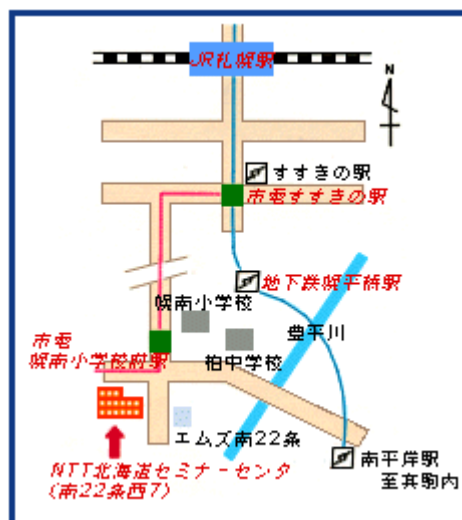 JR札幌駅
N
すすきの駅
市電すすきの駅
地下鉄幌平橋駅
幌南小学校
豊平川
市電
幌南小学校前駅
柏中学校
エムズ南22条
NTT北海道セミナーセンタ
(南22条西7)
南平岸駅
至真駒内